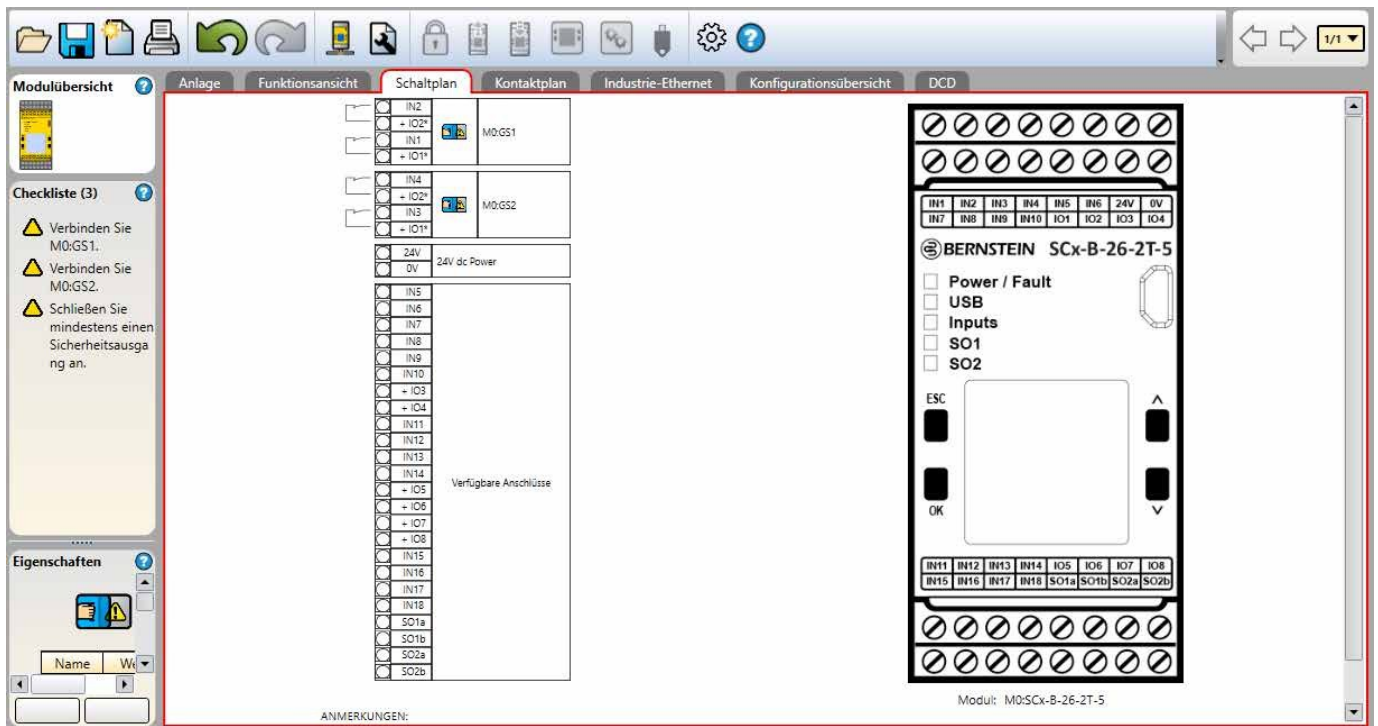 1/1
Modulübersicht
Anlage
Funktionsansicht
Schaltplan
Kontaktplan
Industrie-Ethernet
Konfigurationsübersicht
DCD
Checkliste (3)
Verbinden Sie
M0:GS1.
Verbinden Sie
M0:GS2.
Schließen Sie
mindestens einen
Sicherheitsausga
ng an.
Eigenschaften
Name
We
IN2
+ IO2*
IN1
+ IO1*
M0:GS1
IN4
+ IO2*
IN3
+ IO1*
M0:GS2
24V
0V
24V dc Power
IN5
IN6
IN7
IN8
IN9
IN10
+ IO3
+ IO4
IN11
IN12
IN13
IN14
+ IO5
+ IO6
+ IO7
+ IO8
IN15
IN16
IN17
IN18
SO1a
SO1b
SO2a
SO2b
Verfügbare Anschlüsse
ANMERKUNGEN:
IN1 IN2 IN3 IN4 IN5 IN6 24V 0V
IN7 IN8 IN9 IN10 IO1 IO2 IO3 IO4
BERNSTEIN SCx-B-26-2T-5
Power / Fault
USB
Inputs
SO1
SO2
ESC
OK
IN11 IN12 IN13 IN14 IO5 IO6 IO7 IO8
IN15 IN16 IN17 IN18 SO1a SO1b SO2a SO2b
Modul: M0:SCx-B-26-2T-5